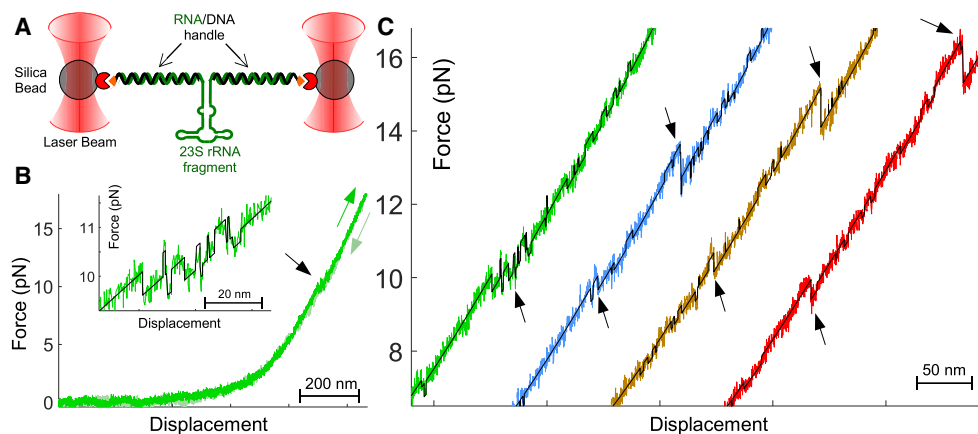 A
RNA/DNA
handle
Silica
Bead
Laser Beam
23S rRNA
fragment
B
Force (pN)
15
10
5
0
200 nm
Displacement
Force (pN)
11
10
20 nm
Displacement
C
Force (pN)
16
14
12
10
8
50 nm
Displacement